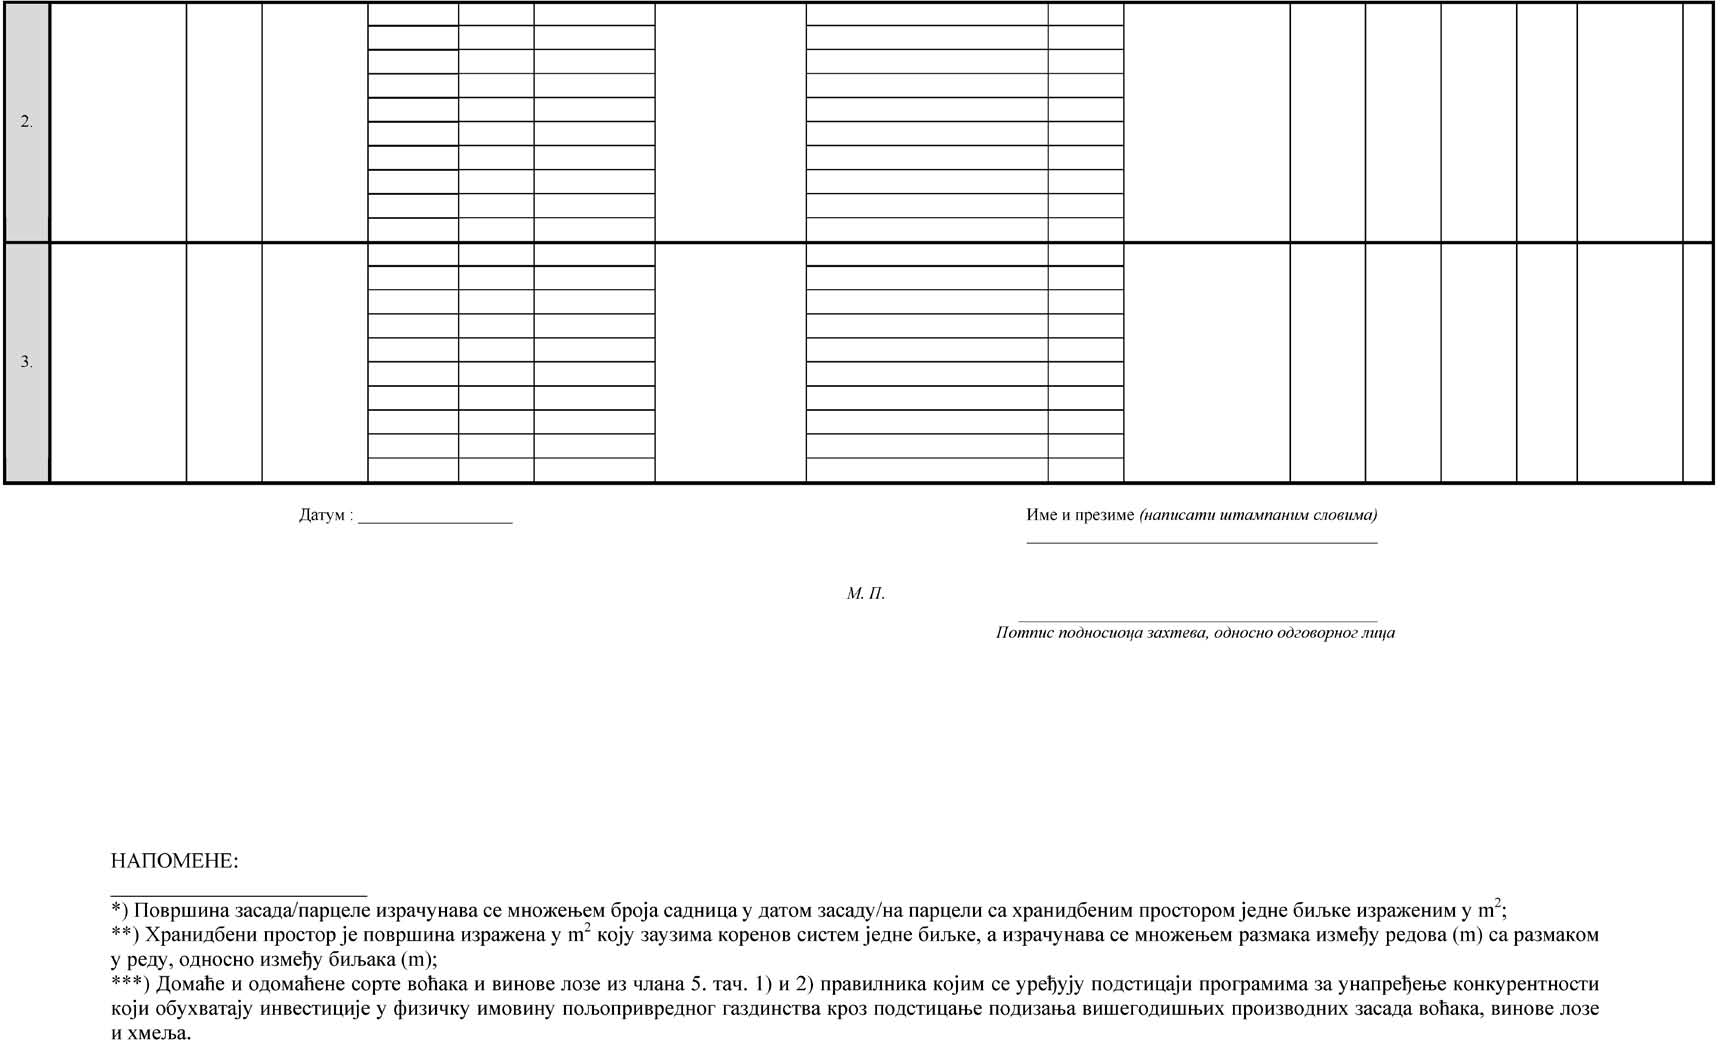 2.
3.
Датум : ____________________
Име и презиме (написати штампаним словима)
М. П.
Потпис подносиоца захтева, односно одговорног лица
НАПОМЕНЕ:
*) Површина засада/парцеле израчунава се множењем броја садница у датом засаду/на парцели са хранидбеним простором једне биљке израженим у m²;
**) Хранидбени простор је површина изражена у m² коју заузима коренов систем једне биљке, а израчунава се множењем размака између редова (m) са размаком
у реду, односно између биљака (m);
***) Домаће и одомаћене сорте воћака и винове лозе из члана 5. тач. 1) и 2) правилника којим се уређују подстицаји програмима за унапређење конкурентности
који обухватају инвестиције у физичку имовину пољопривредног газдинства кроз подстицање подизања вишегодишњих производних засада воћака, винове лозе
и хмеља.